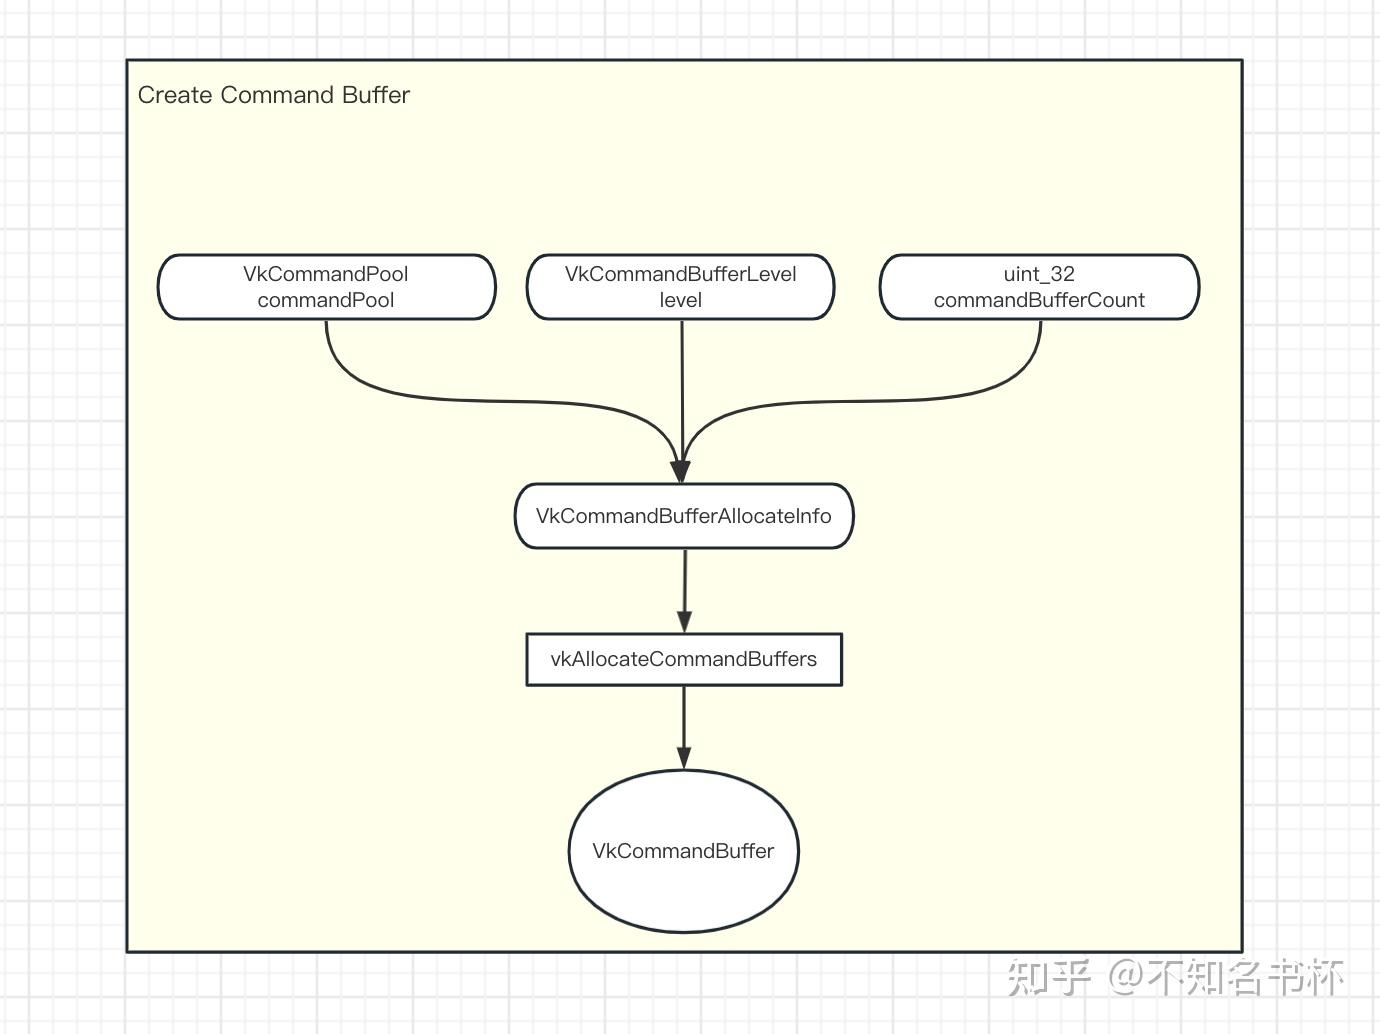 Create Command Buffer
VkCommandPool
commandPool
VkCommandBufferLevel
level
uint_32
commandBufferCount
VkCommandBufferAllocateInfo
vkAllocateCommandBuffers
VkCommandBuffer
知乎 @不知名书杯